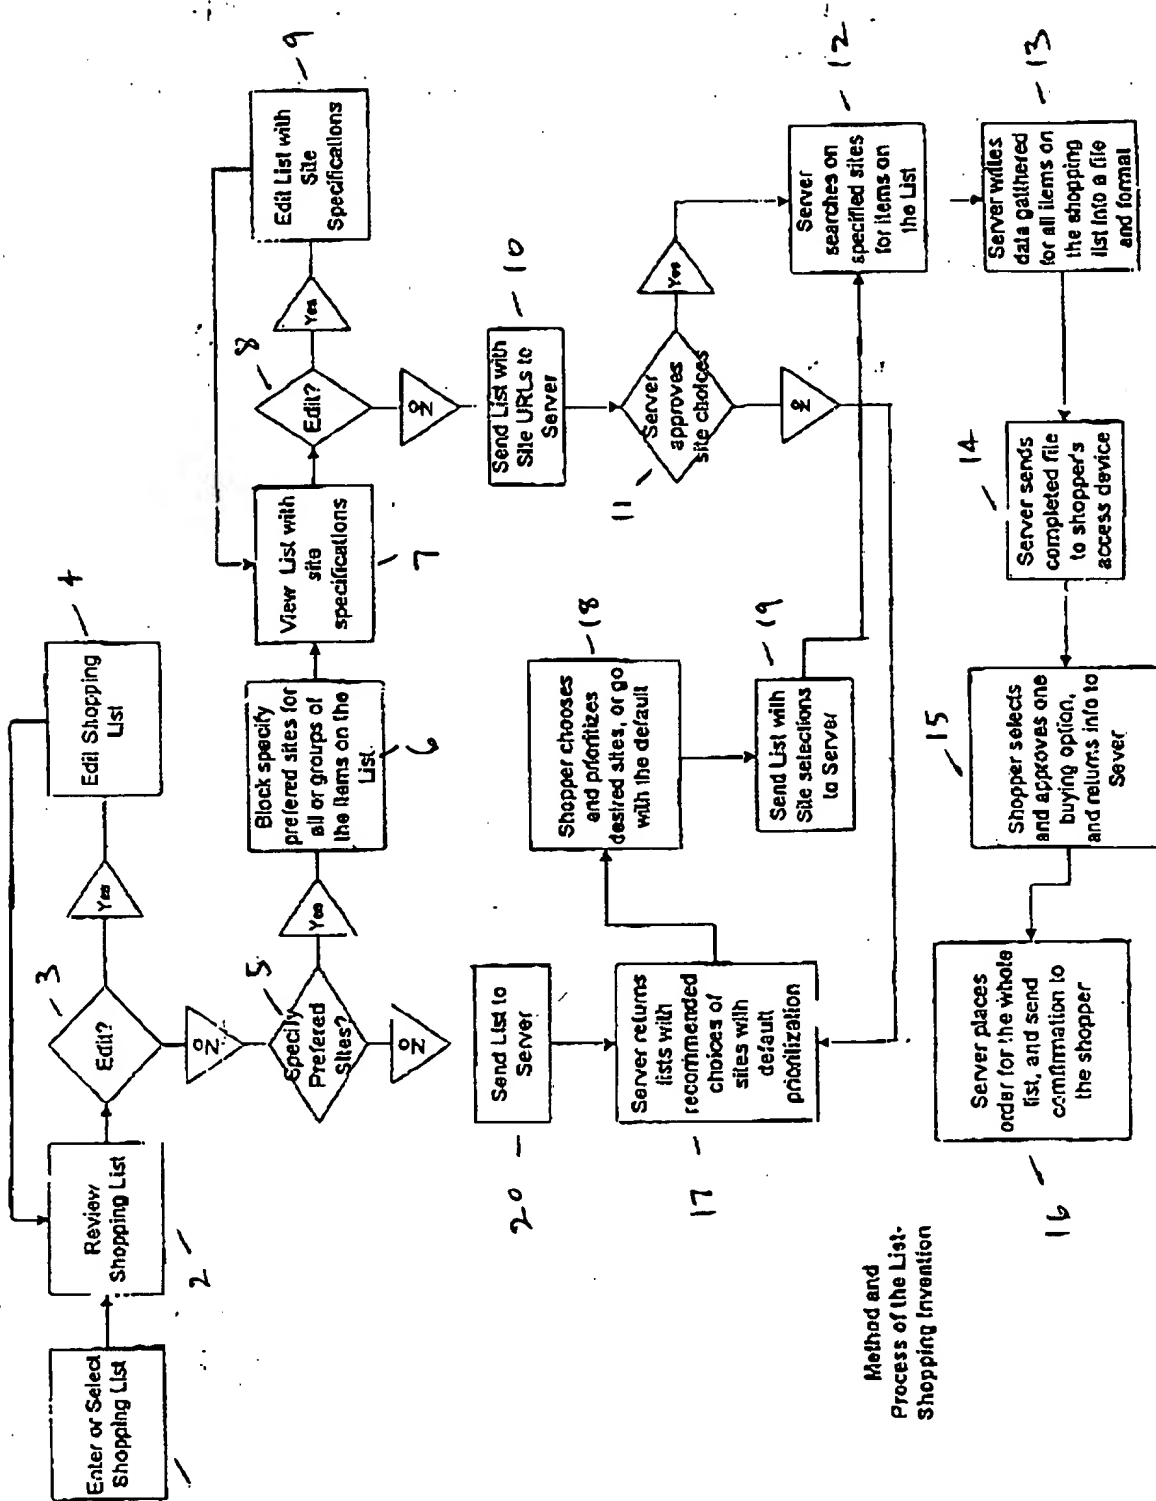 Enter or Select
Shopping List
Review
Shopping List
2
Edit?
3
Yes
Edit Shopping
List
4
No
Specify
Prefered
Sites?
5
Yes
Block specify
prefered sites for
all or groups of
the items on the
List.
6
View List with
site
specifications
7
Edit?
8
Yes
Edit List with
Site
Specifications
9
No
Send List with
Site URLs to
Server
10
Server
approves
site choices
11
Yes
Server
searches on
specified sites
for items on
the List
12
No
No
Send List to
Server
20
Server returns
lists with
recommended
choices of
sites with
default
prioritization
17
Shopper chooses
and prioritizes
desired sites, or go
with the default
18
Send List with
Site selections
to Server
19
Server writes
data gathered
for all items on
the shopping
list into a file
and format
13
Server sends
completed file
to shopper's
access device
14
Shopper selects
and approves one
buying option,
and returns info to
Sever
15
Server places
order for the whole
list, and send
comfirmation to
the shopper
16
Method and
Process of the List-
Shopping Invention